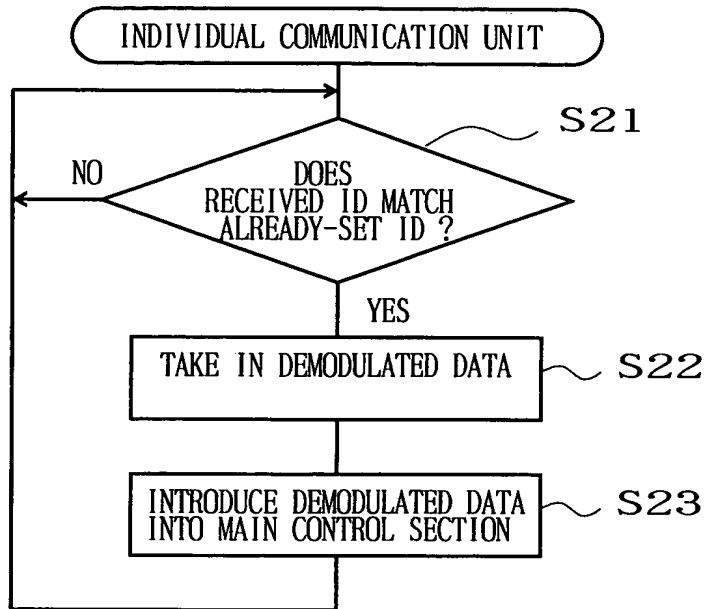 INDIVIDUAL COMMUNICATION UNIT
S21
NO
DOES
RECEIVED ID MATCH
ALREADY-SET ID ?
YES
TAKE IN DEMODULATED DATA
S22
INTRODUCE DEMODULATED DATA
INTO MAIN CONTROL SECTION
S23